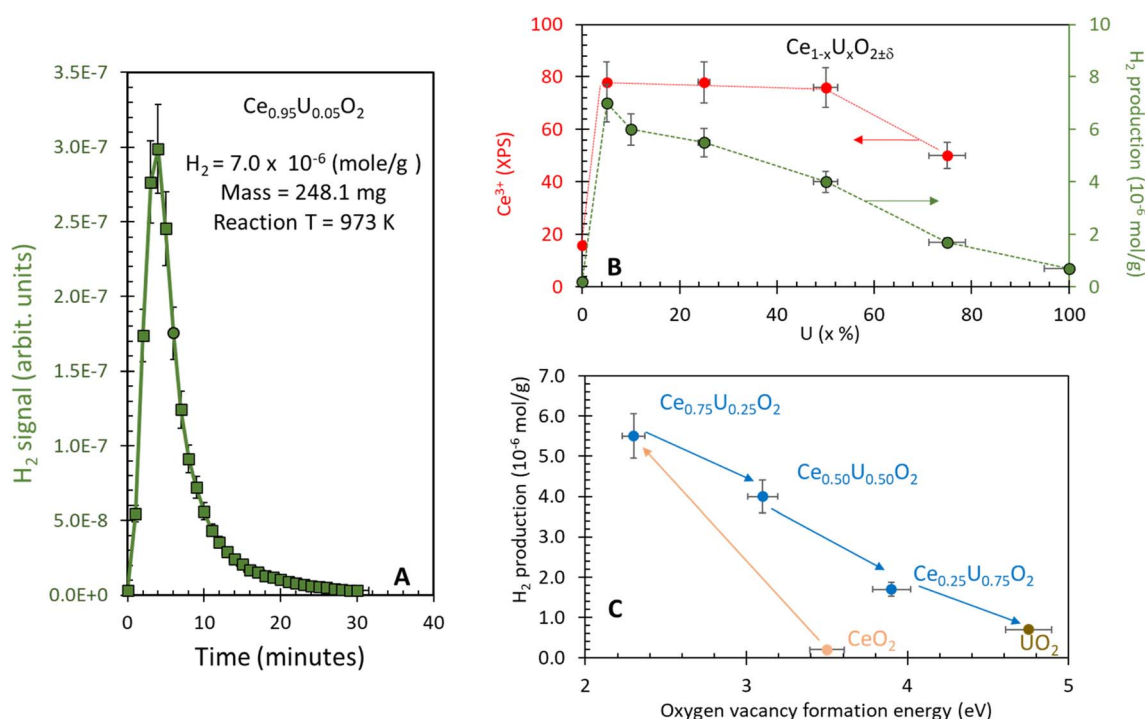 3.5E-7
3.0E-7
2.5E-7
2.0E-7
1.5E-7
1.0E-7
5.0E-8
0.0E+0
H₂ signal (arbit. units)
Ce₀.₉₅U₀.₀₅O₂
H₂ = 7.0 x 10⁻⁶ (mole/g )
Mass = 248.1 mg
Reaction T = 973 K
A
0 10 20 30 40
Time (minutes)
100
80
60
40
20
0
Ce³⁺ (XPS)
Ce₁₋ₓUₓO₂±δ
B
10
8
6
4
2
0
H₂ production (10⁻⁶ mol/g)
0 20 40 60 80 100
U (x %)
7.0
6.0
5.0
4.0
3.0
2.0
1.0
0.0
H₂ production (10⁻⁶ mol/g)
Ce₀.₇₅U₀.₂₅O₂
Ce₀.₅₀U₀.₅₀O₂
Ce₀.₂₅U₀.₇₅O₂
C
CeO₂
UO₂
2 3 4 5
Oxygen vacancy formation energy (eV)